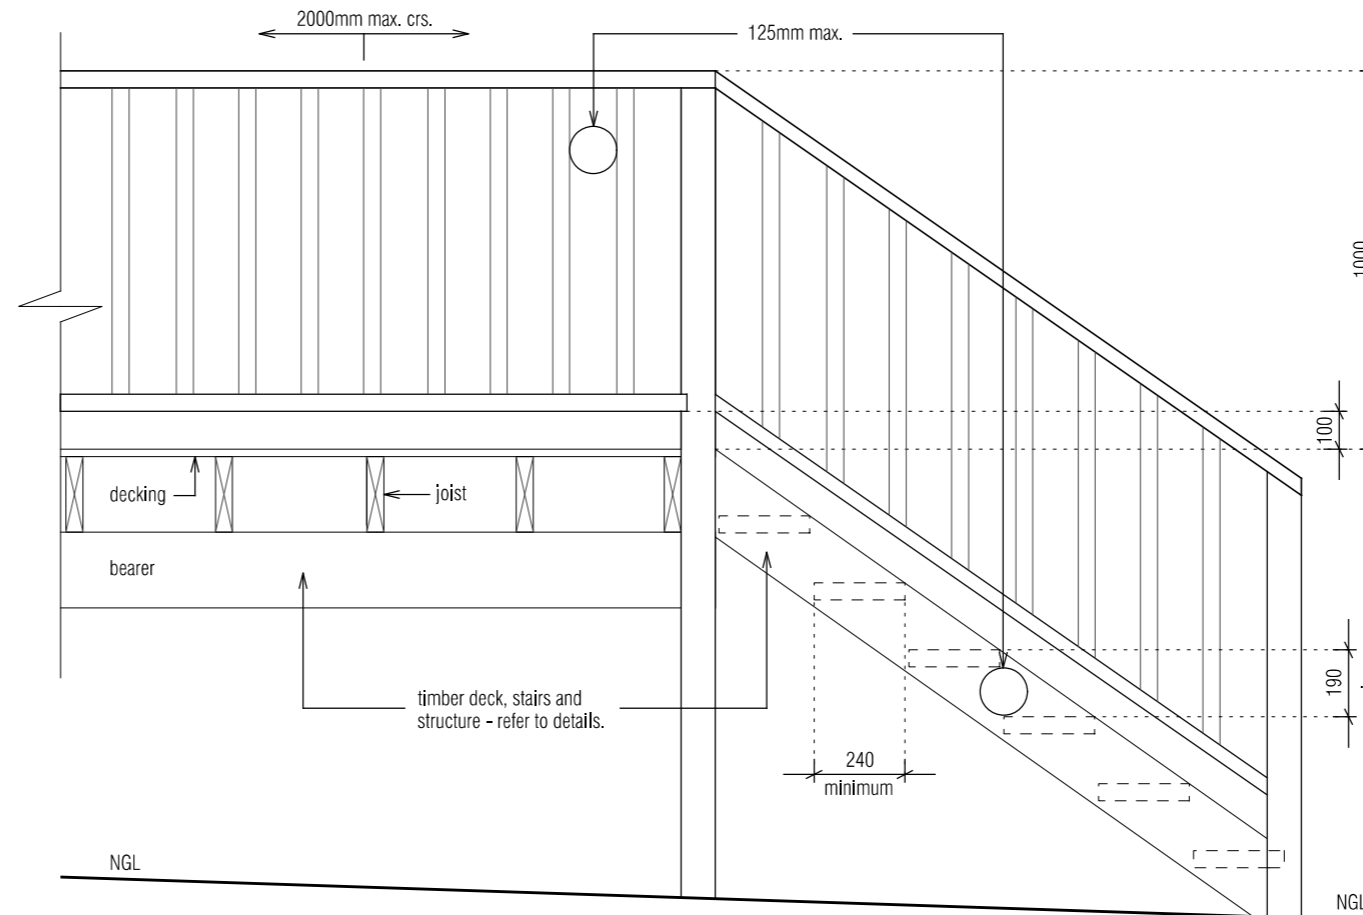 2000mm max. crs.
125mm max.
1000
100
decking
joist
bearer
timber deck, stairs and
structure - refer to details.
190
240
minimum
NGL
NGL